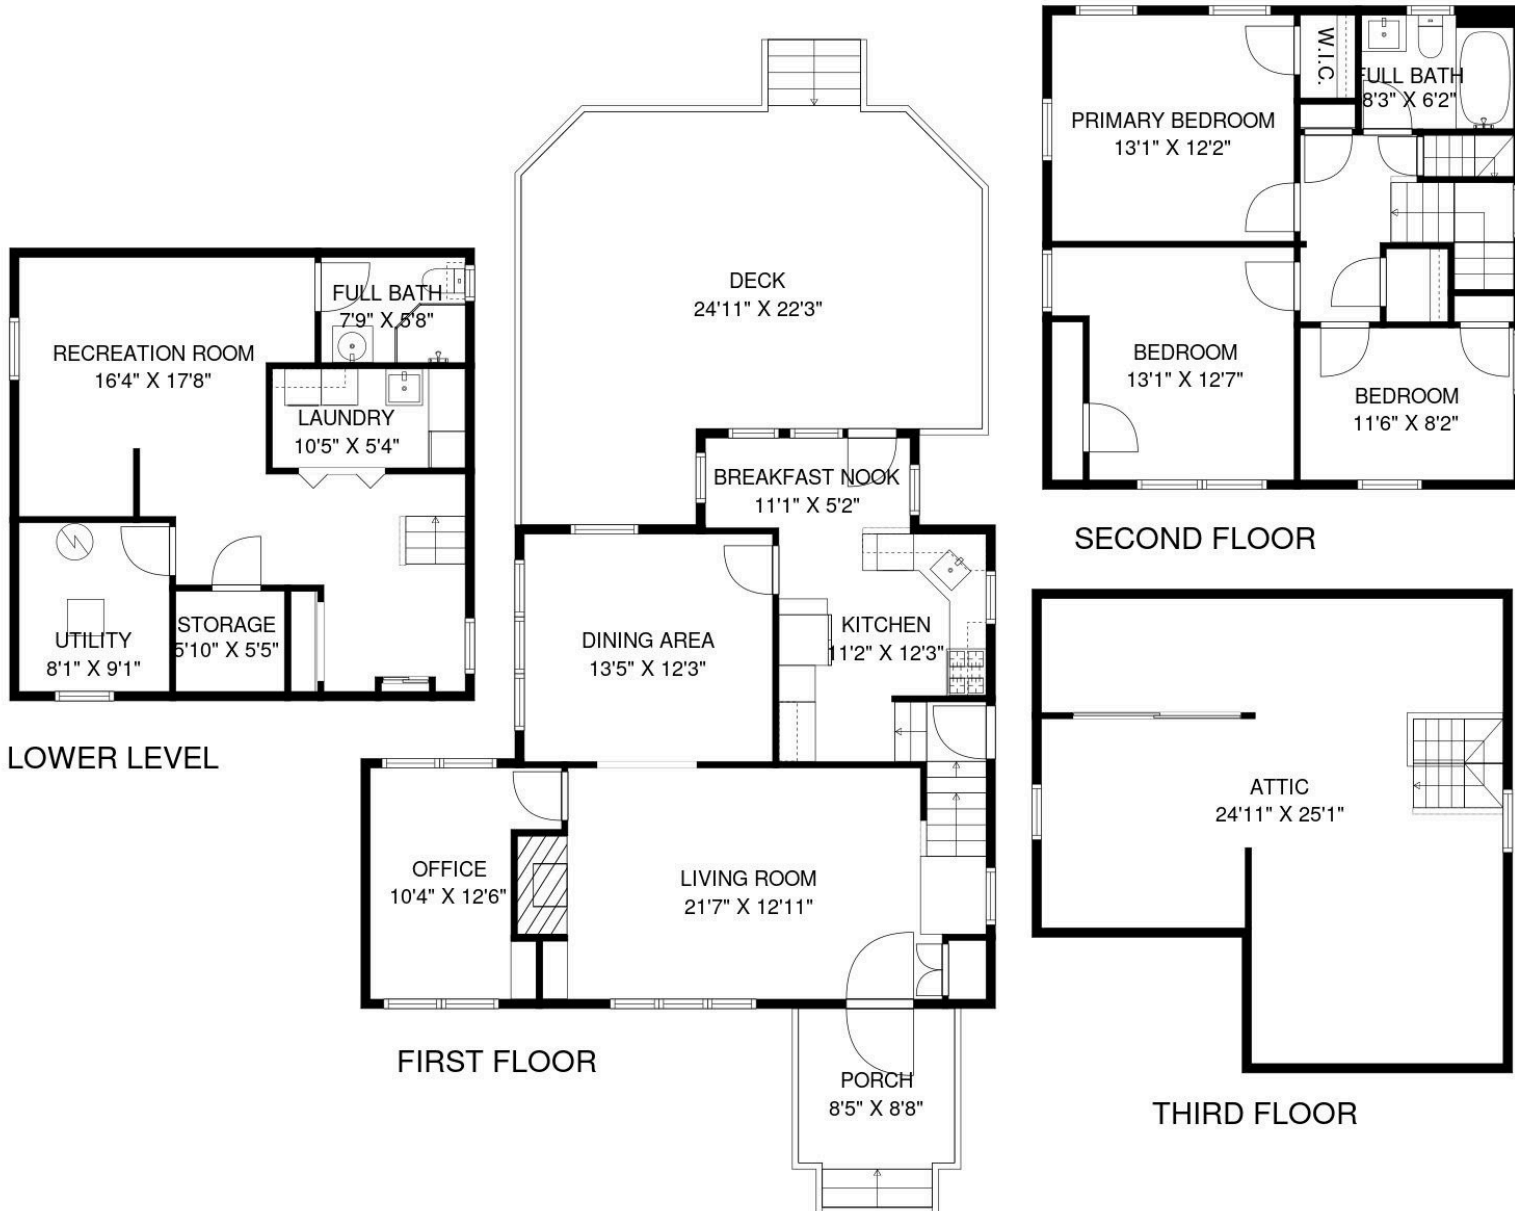 RECREATION ROOM
16'4" X 17'8"
FULL BATH
7'9" X 5'8"
LAUNDRY
10'5" X 5'4"
UTILITY
8'1" X 9'1"
STORAGE
5'10" X 5'5"
LOWER LEVEL
DECK
24'11" X 22'3"
BREAKFAST NOOK
11'1" X 5'2"
DINING AREA
13'5" X 12'3"
KITCHEN
11'2" X 12'3"
OFFICE
10'4" X 12'6"
LIVING ROOM
21'7" X 12'11"
PORCH
8'5" X 8'8"
FIRST FLOOR
PRIMARY BEDROOM
13'1" X 12'2"
W.I.C.
FULL BATH
8'3" X 6'2"
BEDROOM
13'1" X 12'7"
BEDROOM
11'6" X 8'2"
SECOND FLOOR
ATTIC
24'11" X 25'1"
THIRD FLOOR